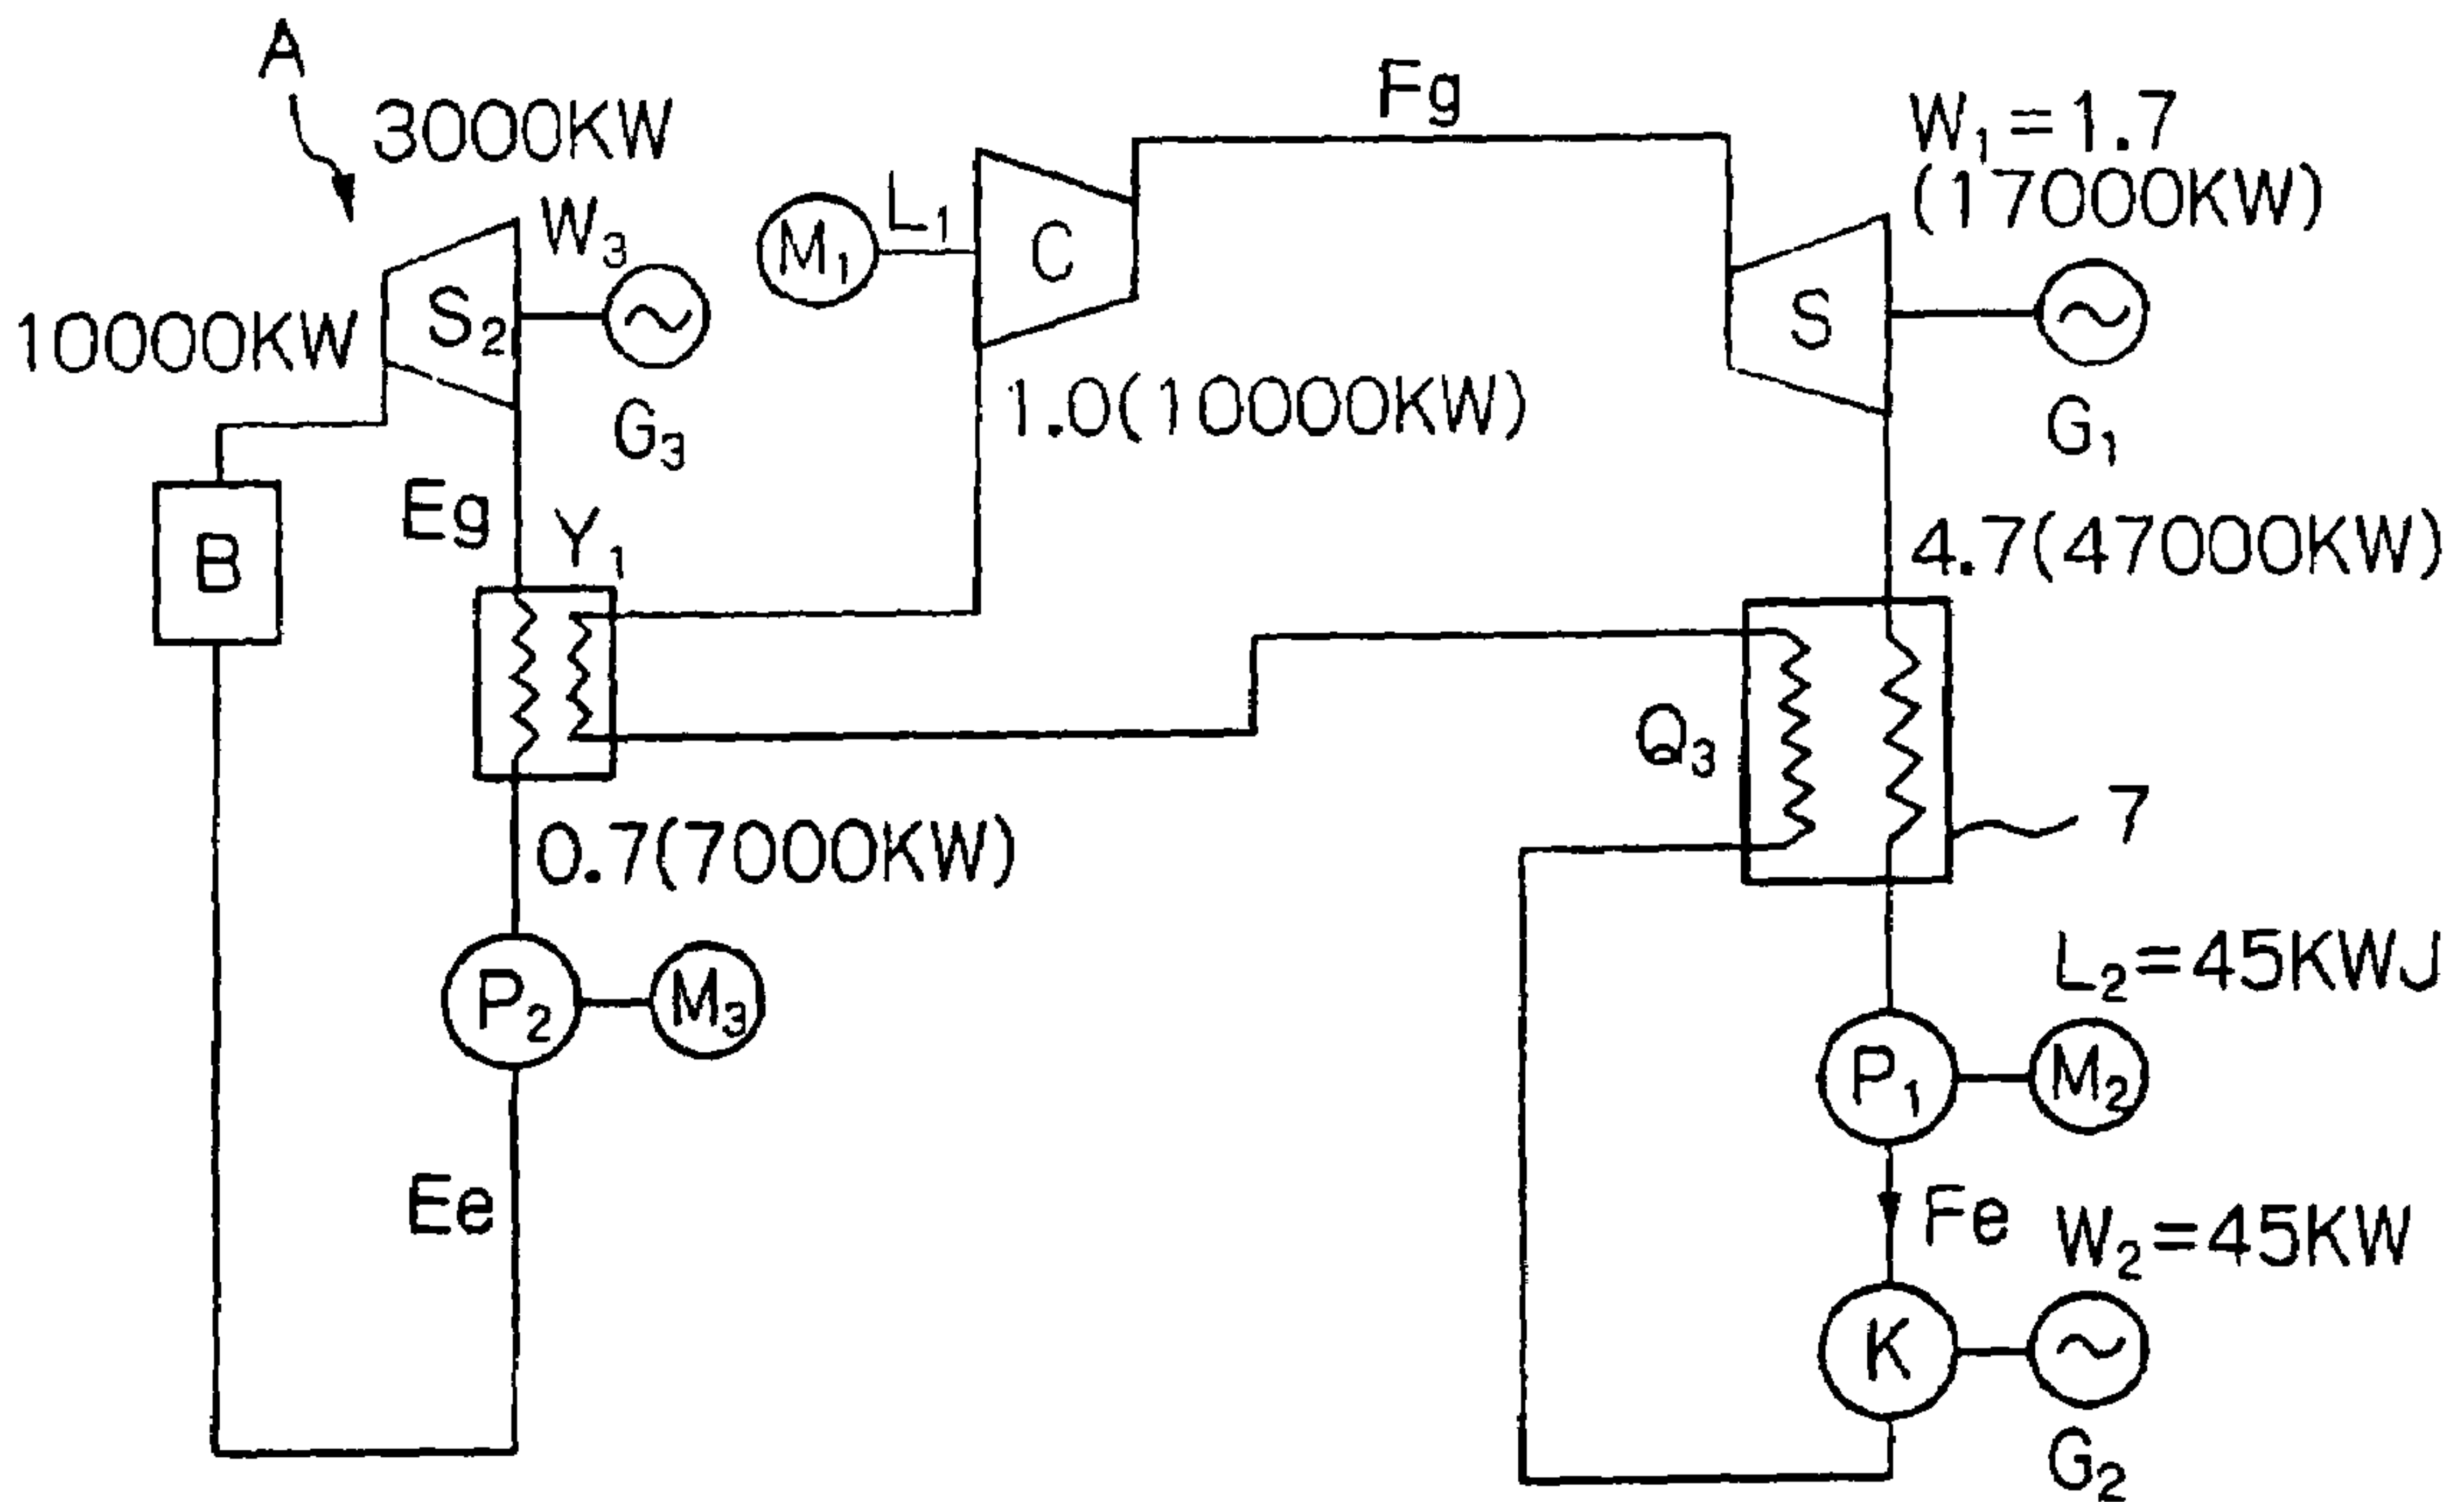 A
3000KW
Fg
W₁=1.7
(17000KW)
W₃
M₁
L₁
C
S₂
10000KW
S
G₃
1.0(10000KW)
G₁
Eg
Y₁
B
4.7(47000KW)
Q₃
7
0.7(7000KW)
P₂
M₃
L₂=45KWJ
P₁
M₂
Ee
Fe
W₂=45KW
K
G₂